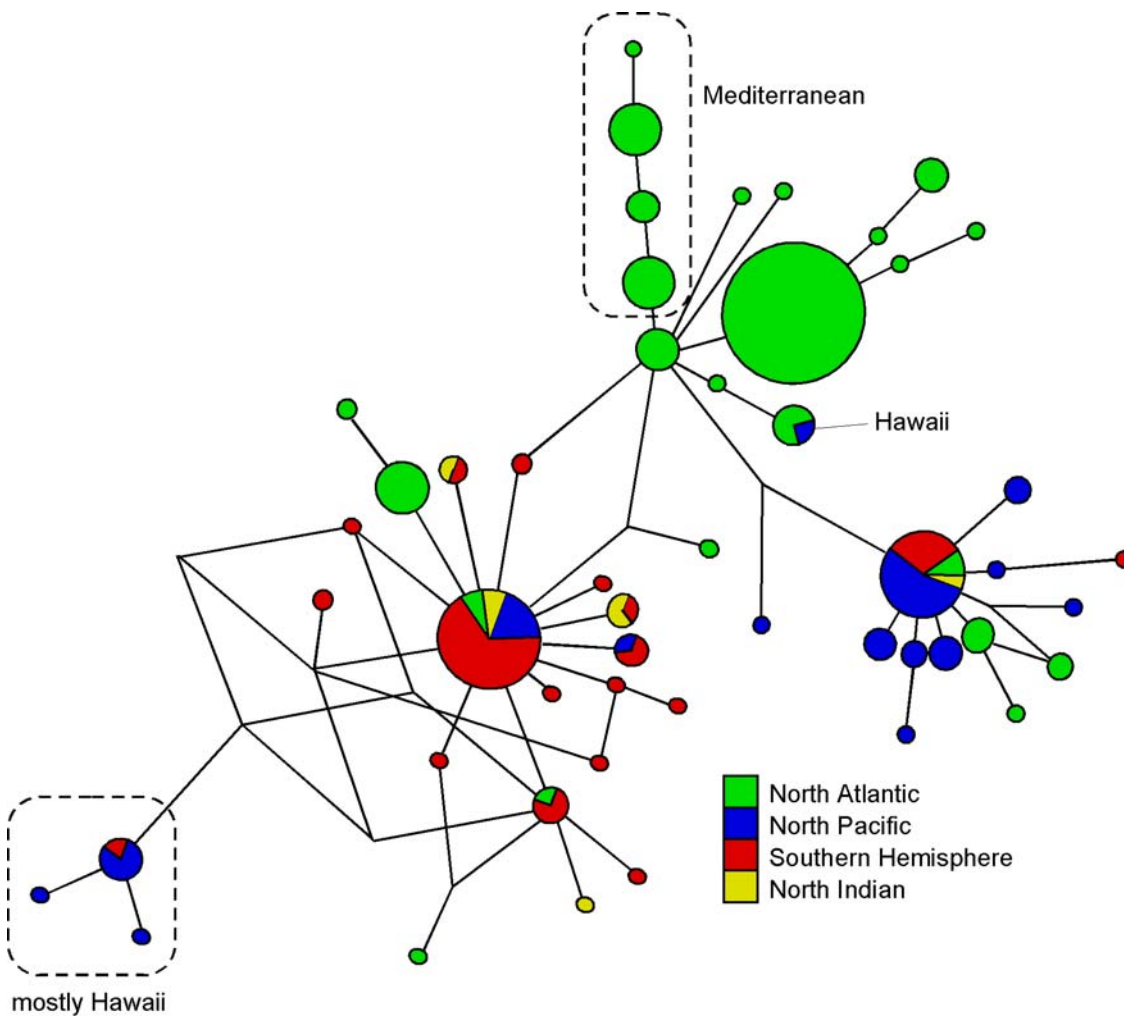 Mediterranean
Hawaii
North Atlantic
North Pacific
Southern Hemisphere
North Indian
mostly Hawaii